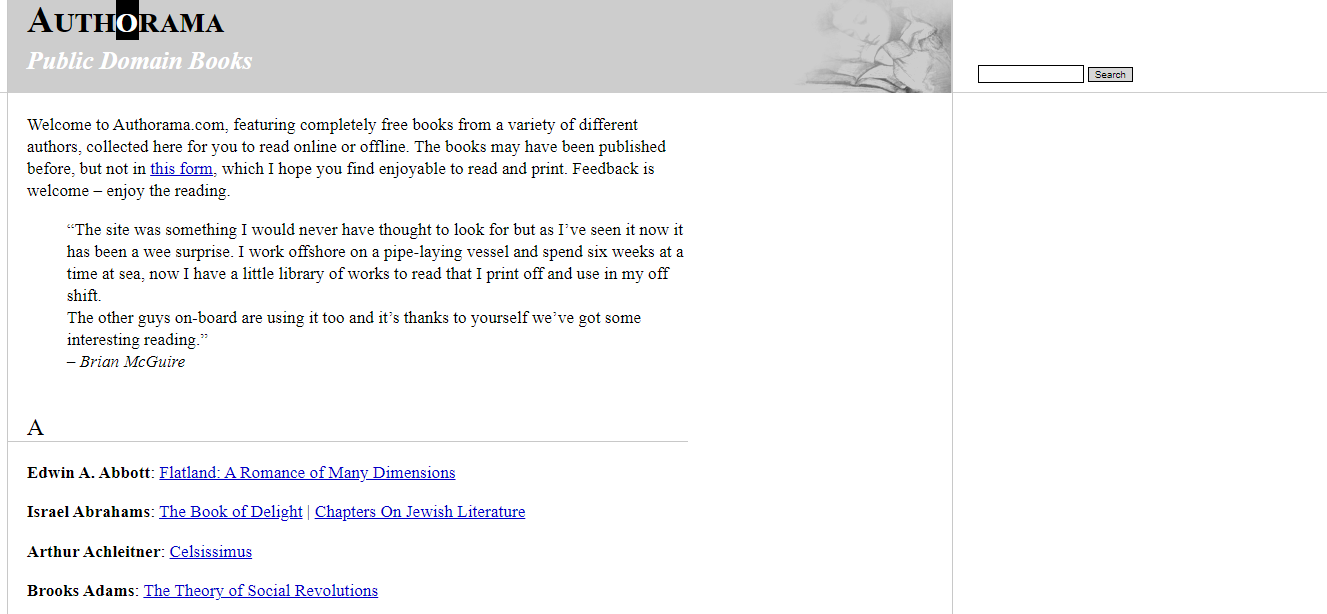 AUTHORAMA
Public Domain Books
Search
Welcome to Authorama.com, featuring completely free books from a variety of different
authors, collected here for you to read online or offline. The books may have been published
before, but not in this form, which I hope you find enjoyable to read and print. Feedback is
welcome – enjoy the reading.
“The site was something I would never have thought to look for but as I’ve seen it now it
has been a wee surprise. I work offshore on a pipe-laying vessel and spend six weeks at a
time at sea, now I have a little library of works to read that I print off and use in my off
shift.
The other guys on-board are using it too and it’s thanks to yourself we’ve got some
interesting reading.”
– Brian McGuire
A
Edwin A. Abbott: Flatland: A Romance of Many Dimensions
Israel Abrahams: The Book of Delight | Chapters On Jewish Literature
Arthur Achleitner: Celsissimus
Brooks Adams: The Theory of Social Revolutions